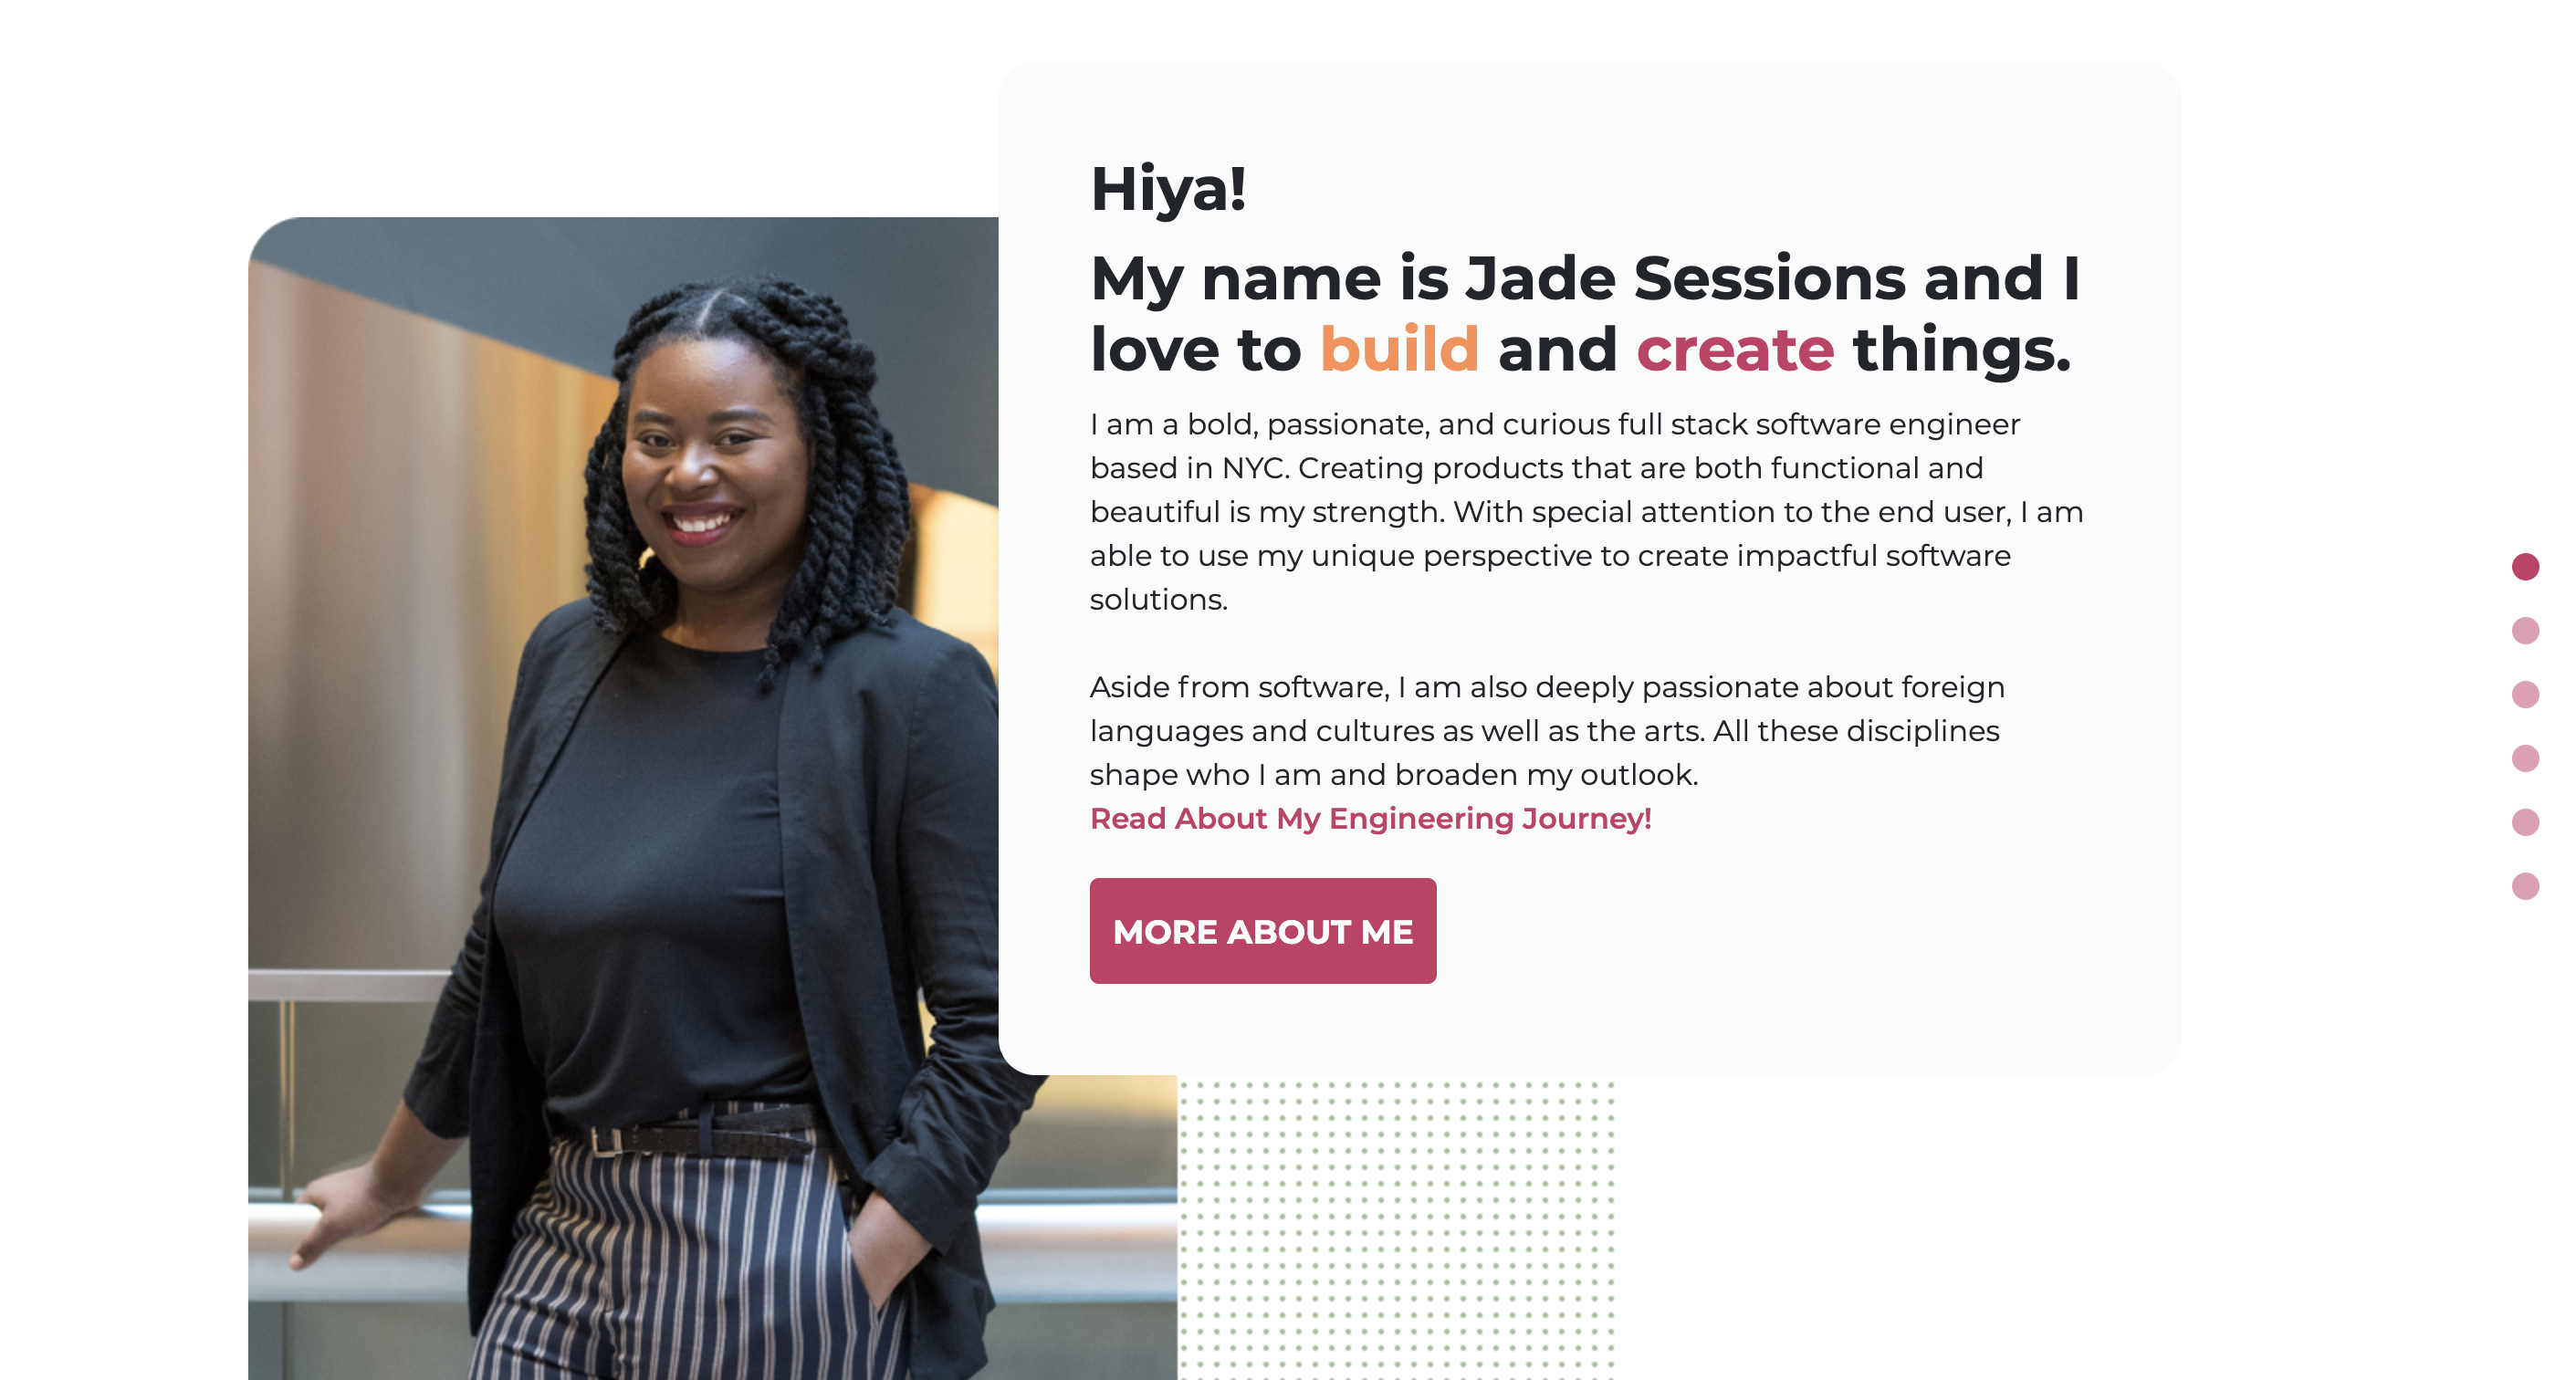 Hiya!
My name is Jade Sessions and I
love to build and create things.
I am a bold, passionate, and curious full stack software engineer
based in NYC. Creating products that are both functional and
beautiful is my strength. With special attention to the end user, I am
able to use my unique perspective to create impactful software
solutions.
Aside from software, I am also deeply passionate about foreign
languages and cultures as well as the arts. All these disciplines
shape who I am and broaden my outlook.
Read About My Engineering Journey!
MORE ABOUT ME